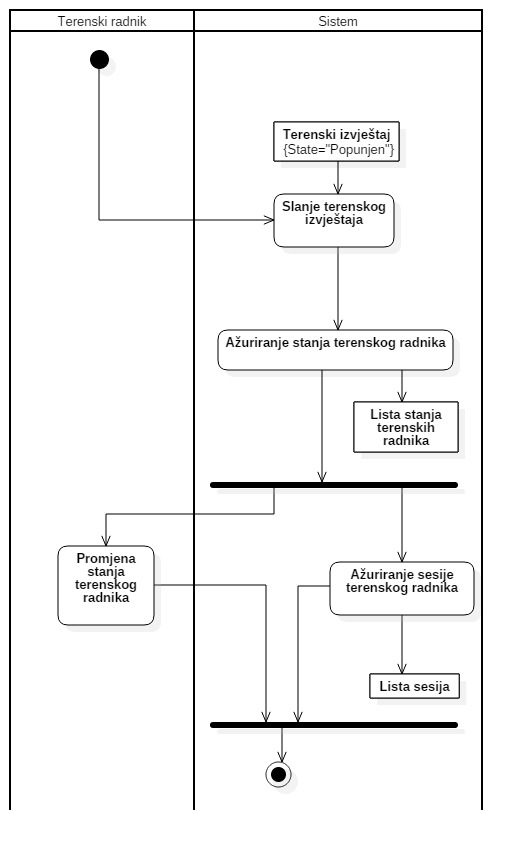 Terenski radnik
Sistem
Terenski izvještaj
{State="Popunjen"}
Slanje terenskog
izvještaja
Ažuriranje stanja terenskog radnika
Lista stanja
terenskih
radnika
Promjena
stanja
terenskog
radnika
Ažuriranje sesije
terenskog radnika
Lista sesija